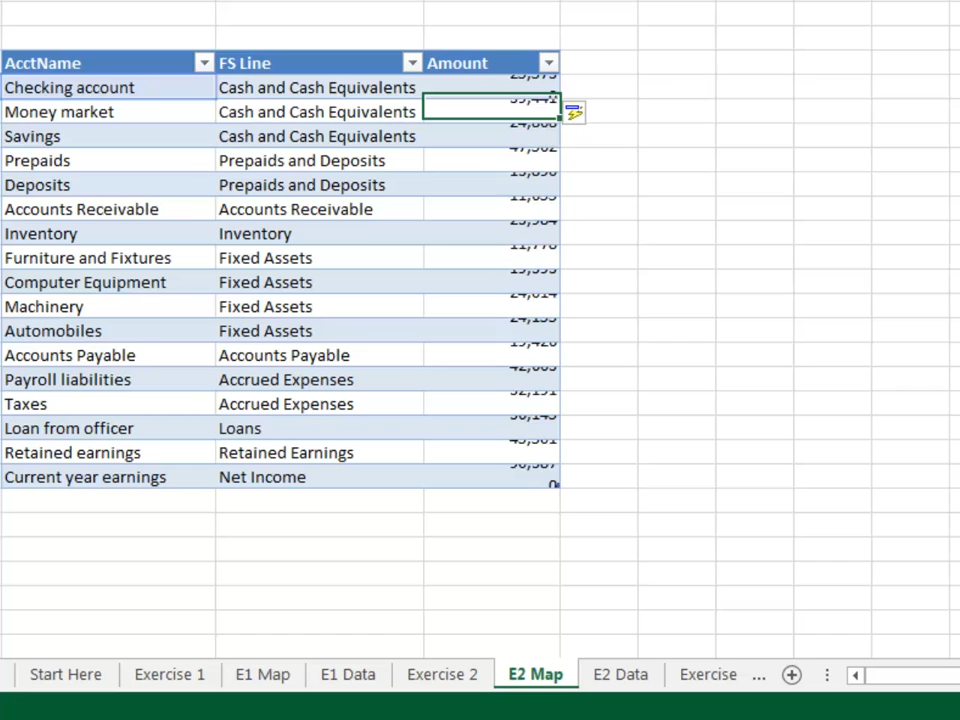 AcctName FS Line Amount
Checking account Cash and Cash Equivalents
Money market Cash and Cash Equivalents
Savings Cash and Cash Equivalents
Prepaids Prepaids and Deposits
Deposits Prepaids and Deposits
Accounts Receivable Accounts Receivable
Inventory Inventory
Furniture and Fixtures Fixed Assets
Computer Equipment Fixed Assets
Machinery Fixed Assets
Automobiles Fixed Assets
Accounts Payable Accounts Payable
Payroll liabilities Accrued Expenses
Taxes Accrued Expenses
Loan from officer Loans
Retained earnings Retained Earnings
Current year earnings Net Income
Start Here Exercise 1 E1 Map E1 Data Exercise 2 E2 Map E2 Data Exercise ...